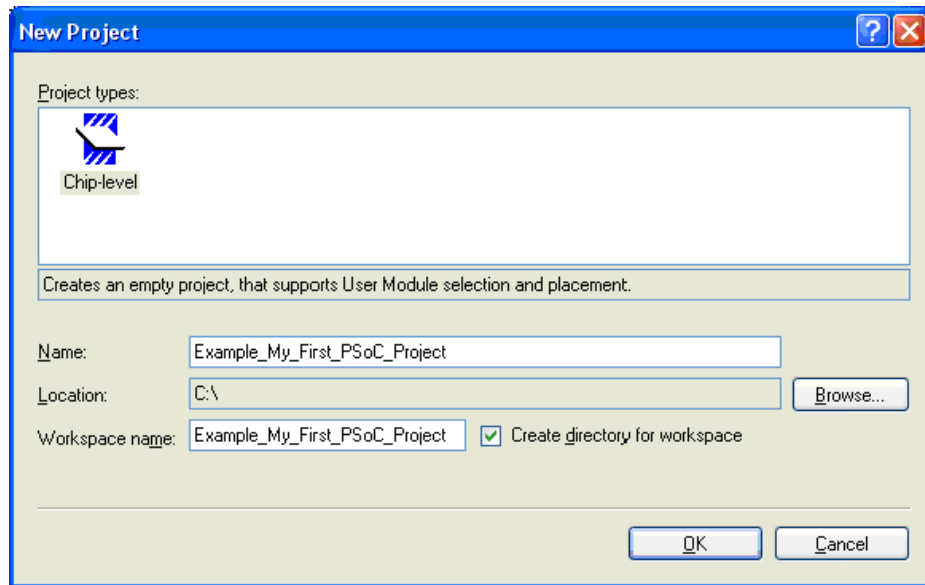 New Project
Project types:
Chip-level
Creates an empty project, that supports User Module selection and placement.
Name: Example_My_First_PSoC_Project
Location: C:\ Browse...
Workspace name: Example_My_First_PSoC_Project Create directory for workspace
OK Cancel